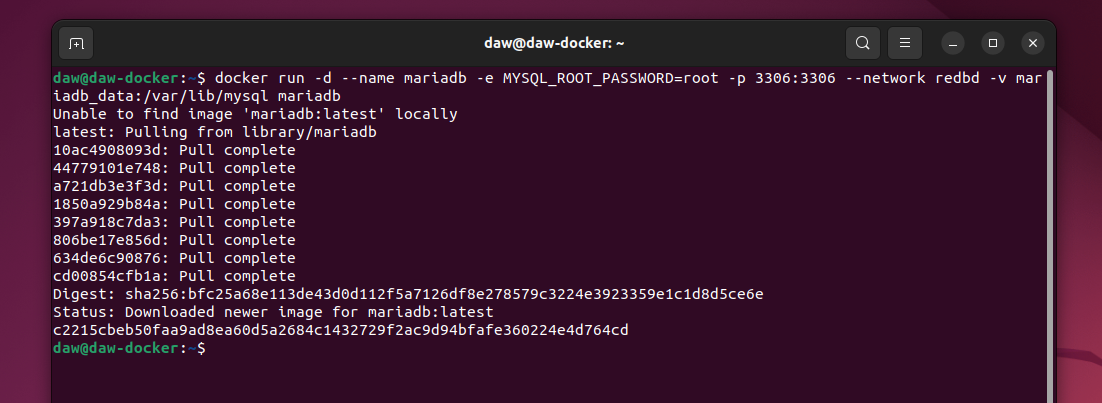 daw@daw-docker: ~
daw@daw-docker:~$ docker run -d --name mariadb -e MYSQL_ROOT_PASSWORD=root -p 3306:3306 --network redbd -v mar
iadb_data:/var/lib/mysql mariadb
Unable to find image 'mariadb:latest' locally
latest: Pulling from library/mariadb
10ac4908093d: Pull complete
44779101e748: Pull complete
a721db3e3f3d: Pull complete
1850a929b84a: Pull complete
397a918c7da3: Pull complete
806be17e856d: Pull complete
634de6c90876: Pull complete
cd00854cfb1a: Pull complete
Digest: sha256:bfc25a68e113de43d0d112f5a7126df8e278579c3224e3923359e1c1d8d5ce6e
Status: Downloaded newer image for mariadb:latest
c2215cbeb50faa9ad8ea60d5a2684c1432729f2ac9d94bfafe360224e4d764cd
daw@daw-docker:~$